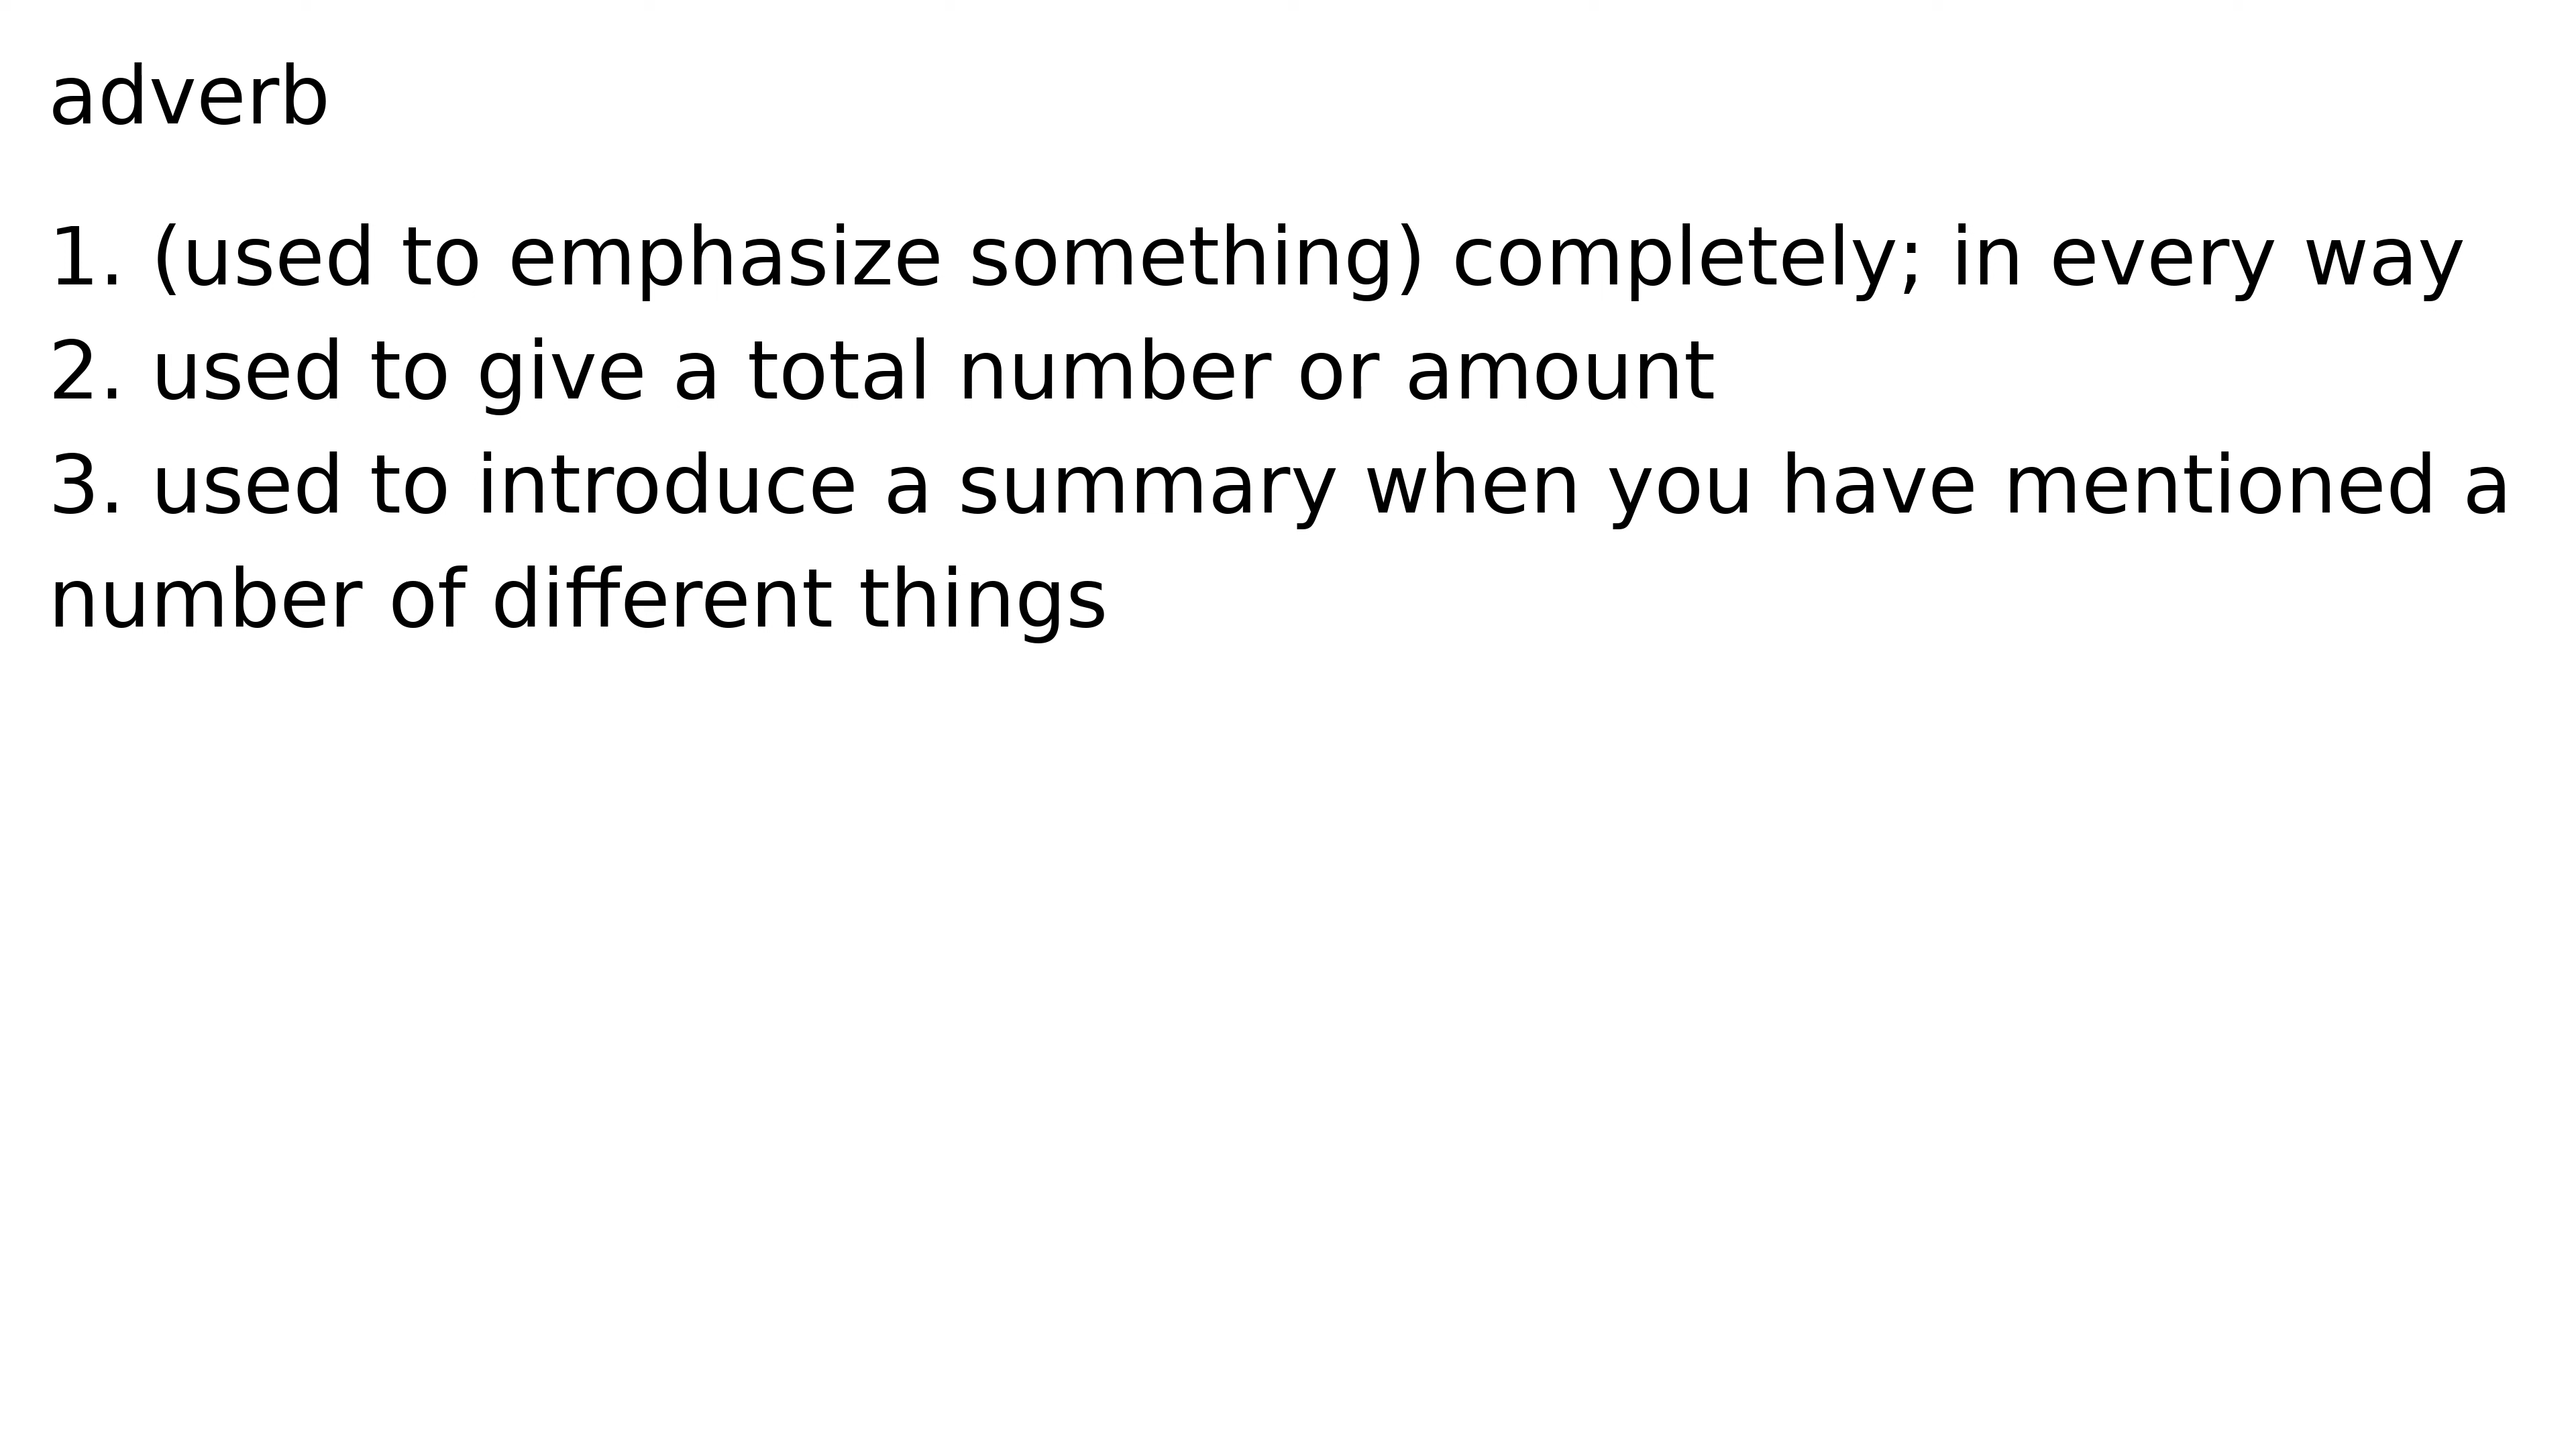 adverb
1. (used to emphasize something) completely; in every way
2. used to give a total number or amount
3. used to introduce a summary when you have mentioned a
number of different things